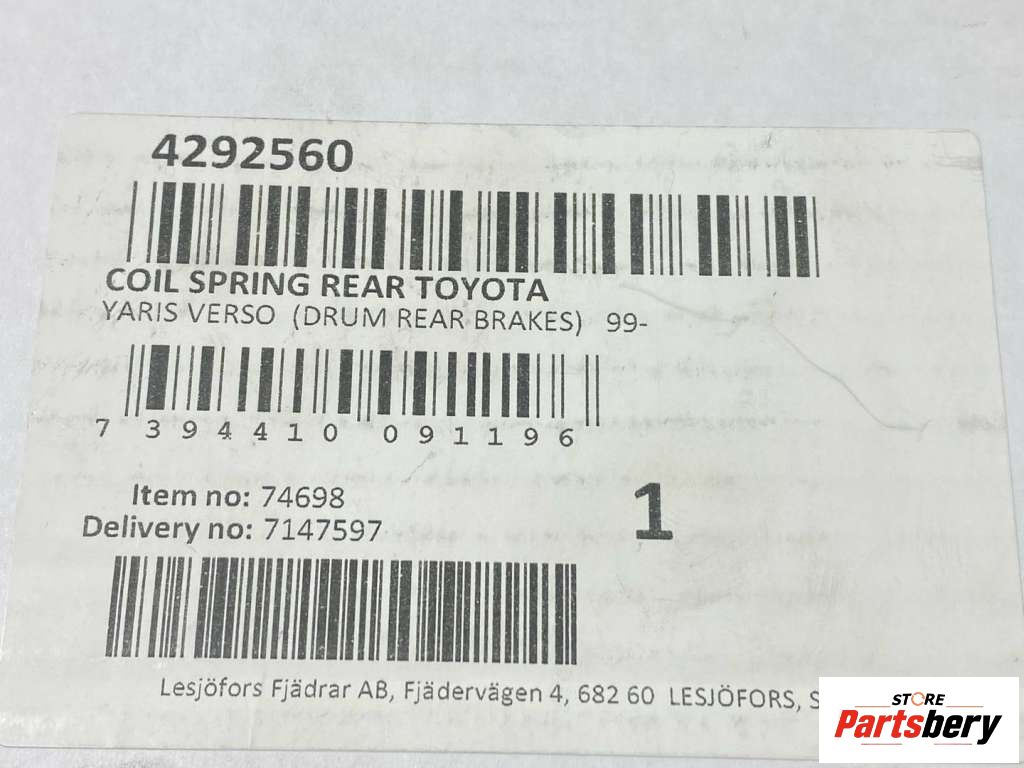 4292560
COIL SPRING REAR TOYOTA
YARIS VERSO (DRUM REAR BRAKES) 99-
7 394410 091196
Item no: 74698
1
Delivery no: 7147597
Lesjöfors Fjädrar AB, Fjädervägen 4, 682 60 LESJÖFORS, S
STORE
Partsbery